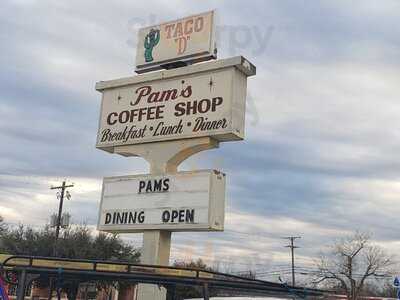 TACO
"D"
Pam's
COFFEE SHOP
Breakfast • Lunch • Dinner
PAMS
DINING OPEN